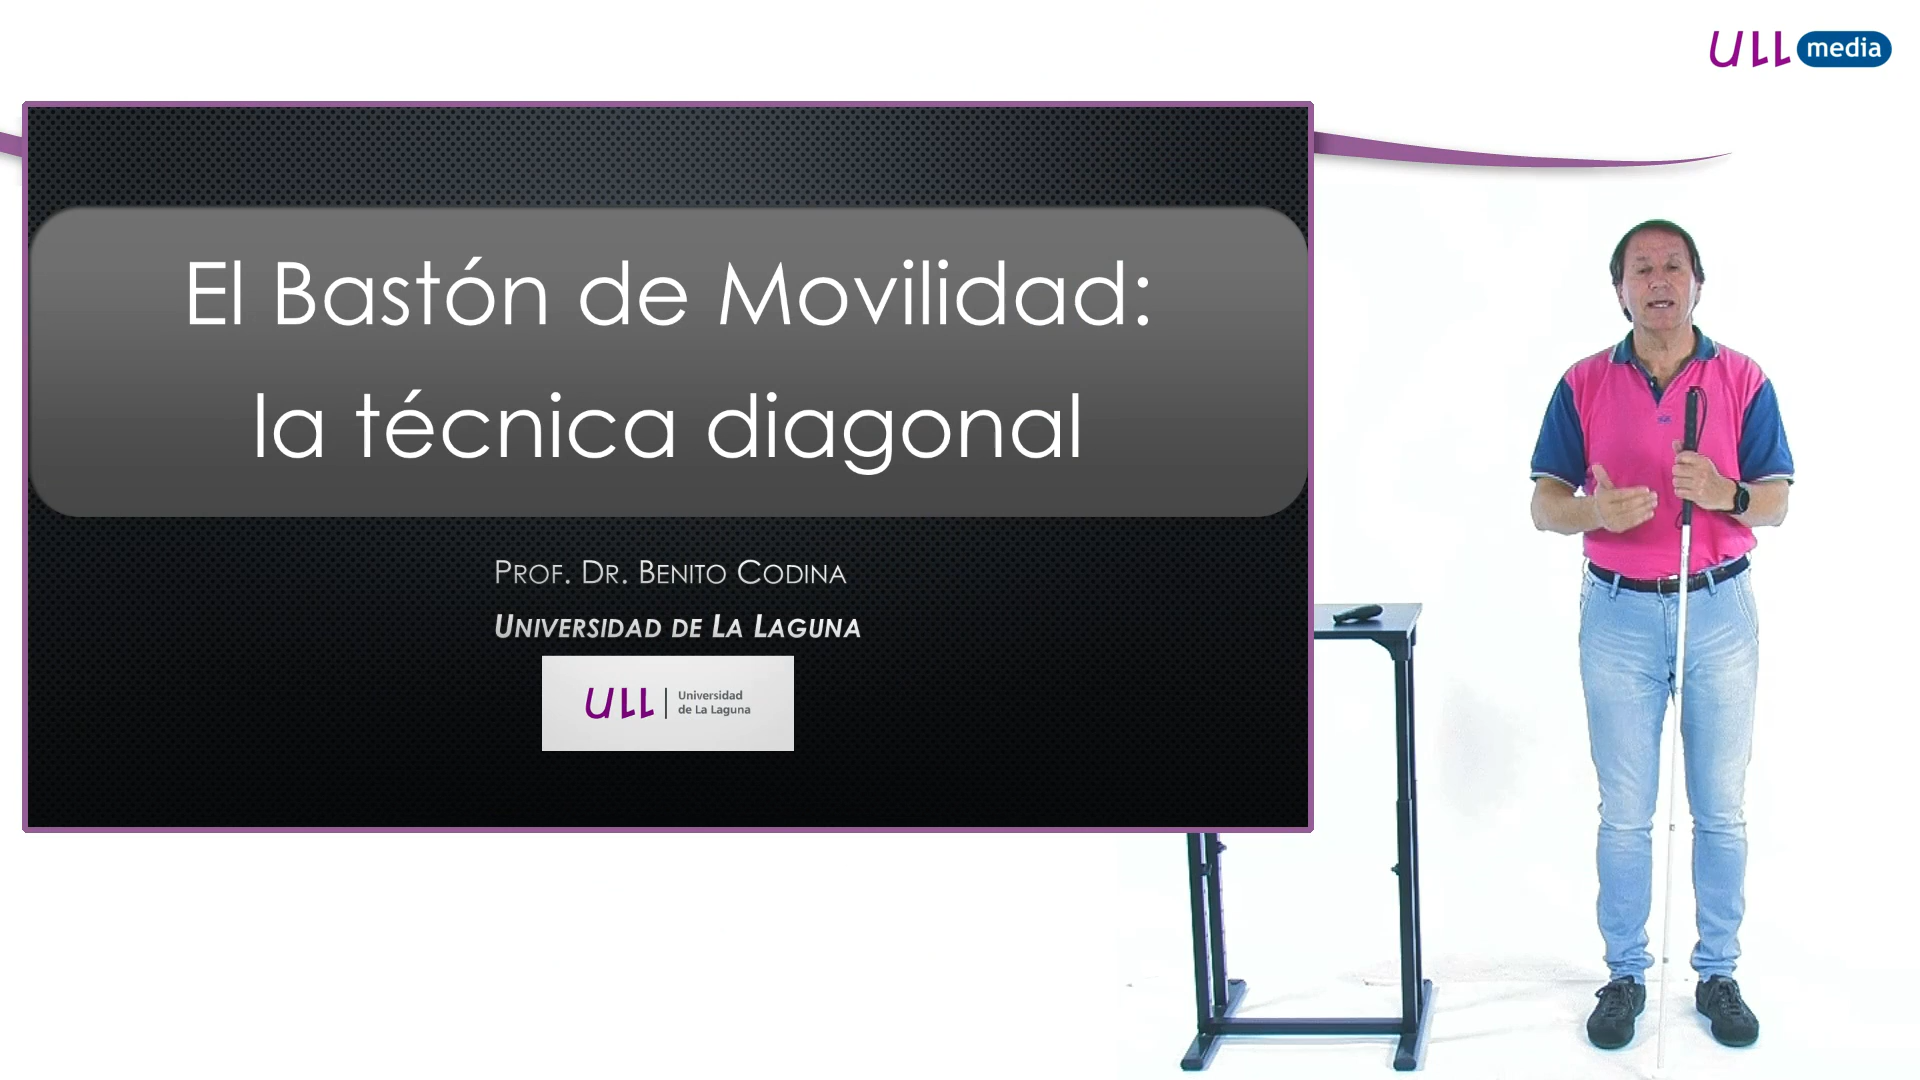 ULL media
El Bastón de Movilidad:
la técnica diagonal
Prof. Dr. Benito Codina
Universidad de La Laguna
ULL | Universidad
de La Laguna